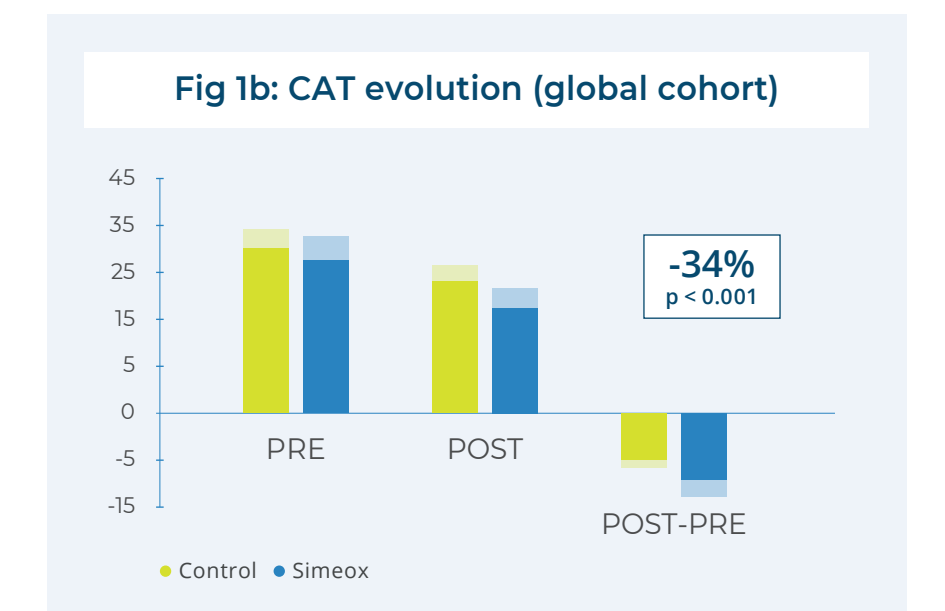 Fig 1b: CAT evolution (global cohort)
45
35
25
15
5
0
-5
-15
-34%
p < 0.001
PRE
POST
POST-PRE
Control
Simeox